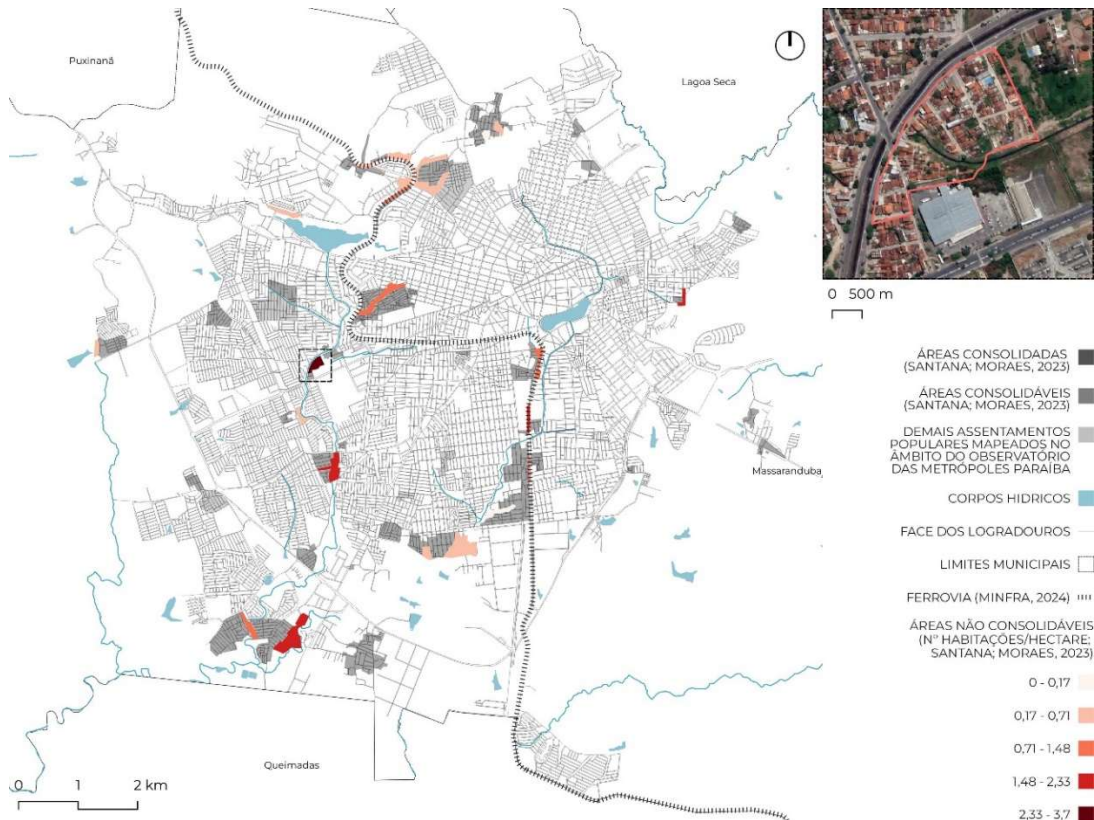 Puxinanã
Lagoa Seca
0 500 m
ÁREAS CONSOLIDADAS
(SANTANA; MORAES, 2023)
ÁREAS CONSOLIDÁVEIS
(SANTANA; MORAES, 2023)
DEMAIS ASSENTAMENTOS
POPULARES MAPEADOS NO
ÂMBITO DO OBSERVATÓRIO
DAS METRÓPOLES PARAÍBA
Massaranduba
CORPOS HIDRICOS
FACE DOS LOGRADOUROS
LIMITES MUNICIPAIS
FERROVIA (MINFRA, 2024)
ÁREAS NÃO CONSOLIDÁVEIS
(Nº HABITAÇÕES/HECTARE;
SANTANA; MORAES, 2023)
0 - 0,17
0,17 - 0,71
0,71 - 1,48
1,48 - 2,33
2,33 - 3,7
Queimadas
0 1 2 km